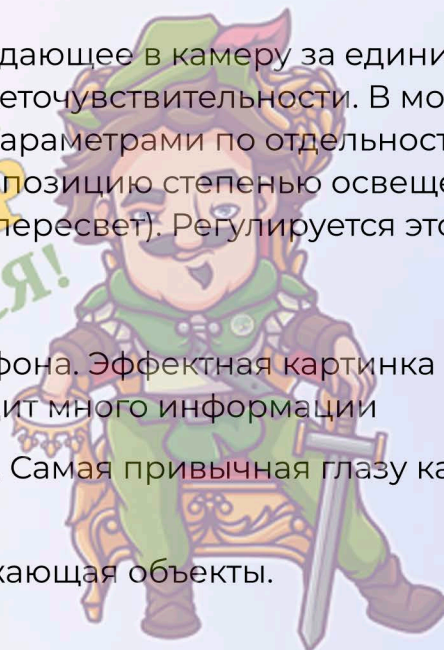 дающее в камеру за едини
еточувствительности. В мо
араметрами по отдельност
позицию степенью освеще
пересвет). Регулируется это
Я!
фона. Эффектная картинка
ит много информации
Самая привычная глазу ка
ающая объекты.